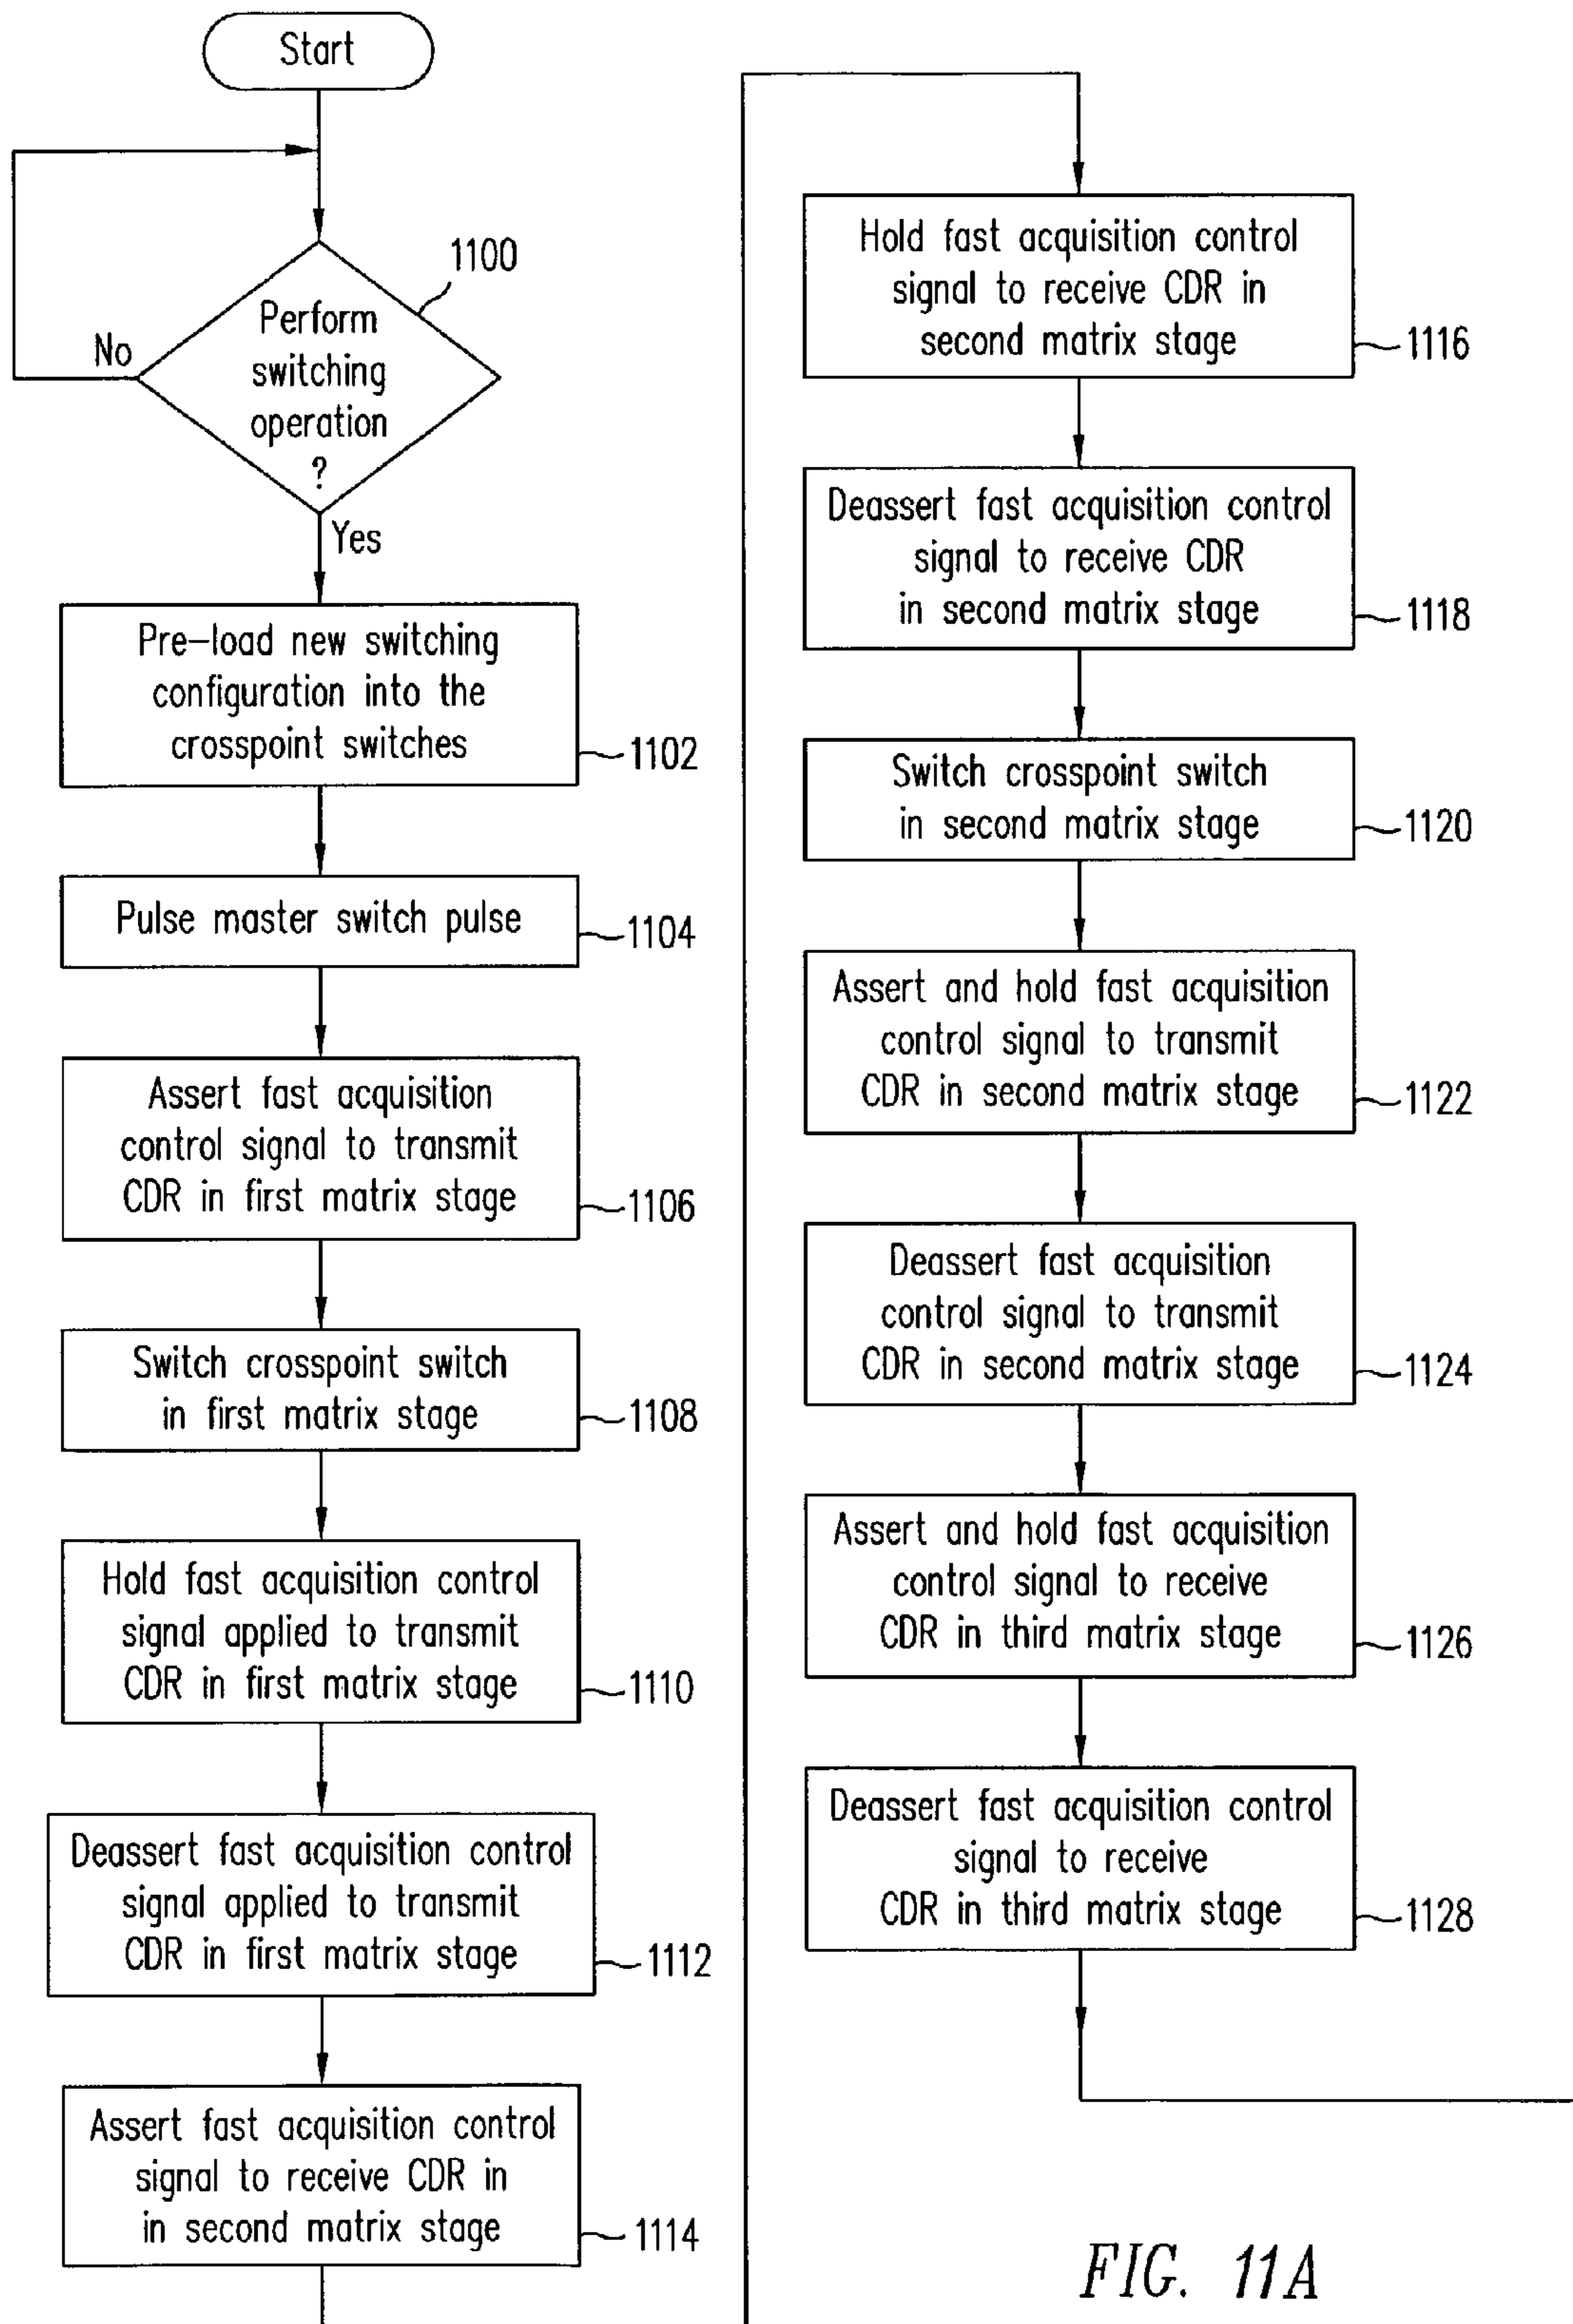 Start
1100
Perform
switching
operation
?
No
Yes
Pre-load new switching
configuration into the
crosspoint switches
1102
Pulse master switch pulse
1104
Assert fast acquisition
control signal to transmit
CDR in first matrix stage
1106
Switch crosspoint switch
in first matrix stage
1108
Hold fast acquisition control
signal applied to transmit
CDR in first matrix stage
1110
Deassert fast acquisition control
signal applied to transmit
CDR in first matrix stage
1112
Assert fast acquisition control
signal to receive CDR in
in second matrix stage
1114
Hold fast acquisition control
signal to receive CDR in
second matrix stage
1116
Deassert fast acquisition control
signal to receive CDR
in second matrix stage
1118
Switch crosspoint switch
in second matrix stage
1120
Assert and hold fast acquisition
control signal to transmit
CDR in second matrix stage
1122
Deassert fast acquisition
control signal to transmit
CDR in second matrix stage
1124
Assert and hold fast acquisition
control signal to receive
CDR in third matrix stage
1126
Deassert fast acquisition control
signal to receive
CDR in third matrix stage
1128
FIG. 11A